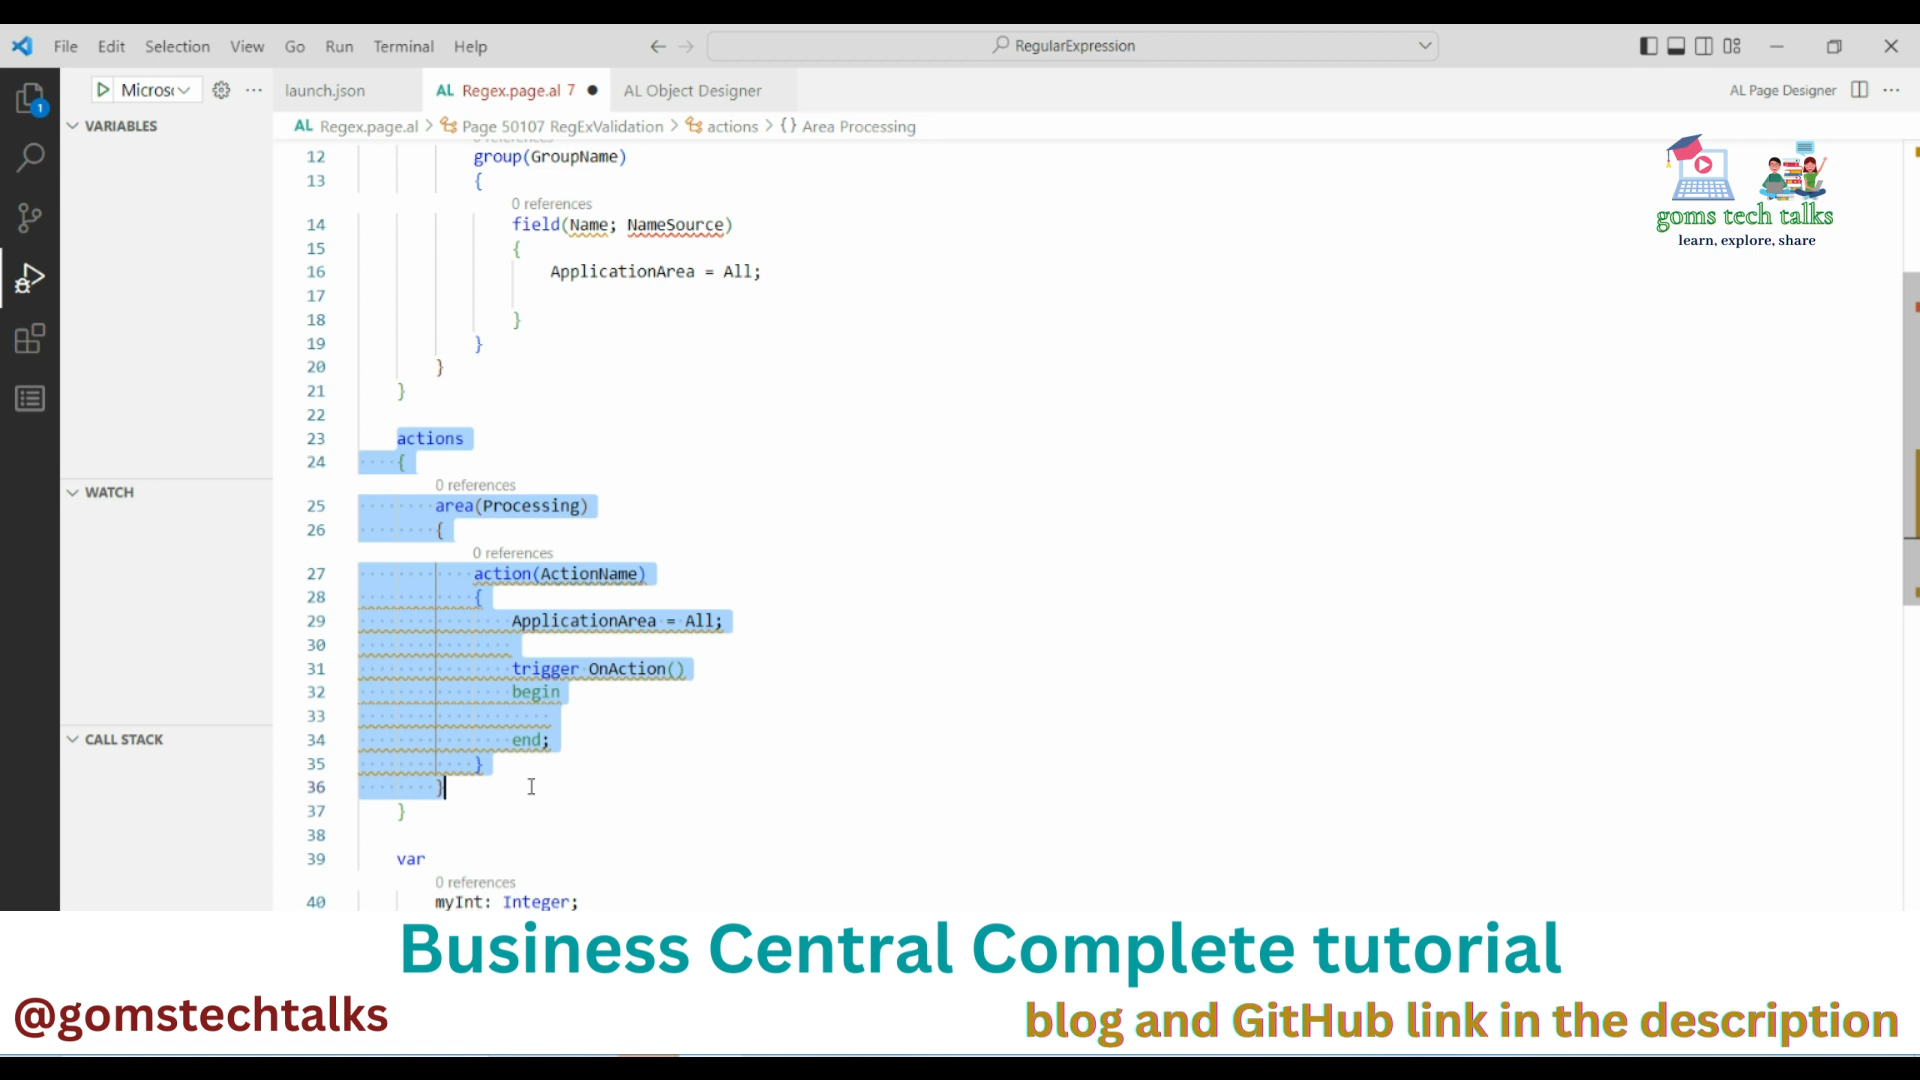 File Edit Selection View Go Run Terminal Help RegularExpression
launch.json AL Regex.page.al 7 AL Object Designer AL Page Designer
1
VARIABLES
WATCH
CALL STACK
AL Regex.page.al > Page 50107 RegExValidation > actions > {} Area Processing
12 group(GroupName)
13 {
0 references
14 field(Name; NameSource)
15 {
16 ApplicationArea = All;
17
18 }
19 }
20 }
21 }
22
23 actions
24 {
0 references
25 area(Processing)
26 {
0 references
27 action(ActionName)
28 {
29 ApplicationArea = All;
30
31 trigger OnAction()
32 begin
33
34 end;
35 }
36 }
37 }
38
39 var
0 references
40 myInt: Integer;
goms tech talks
learn, explore, share
Business Central Complete tutorial
@gomstechtalks
blog and GitHub link in the description